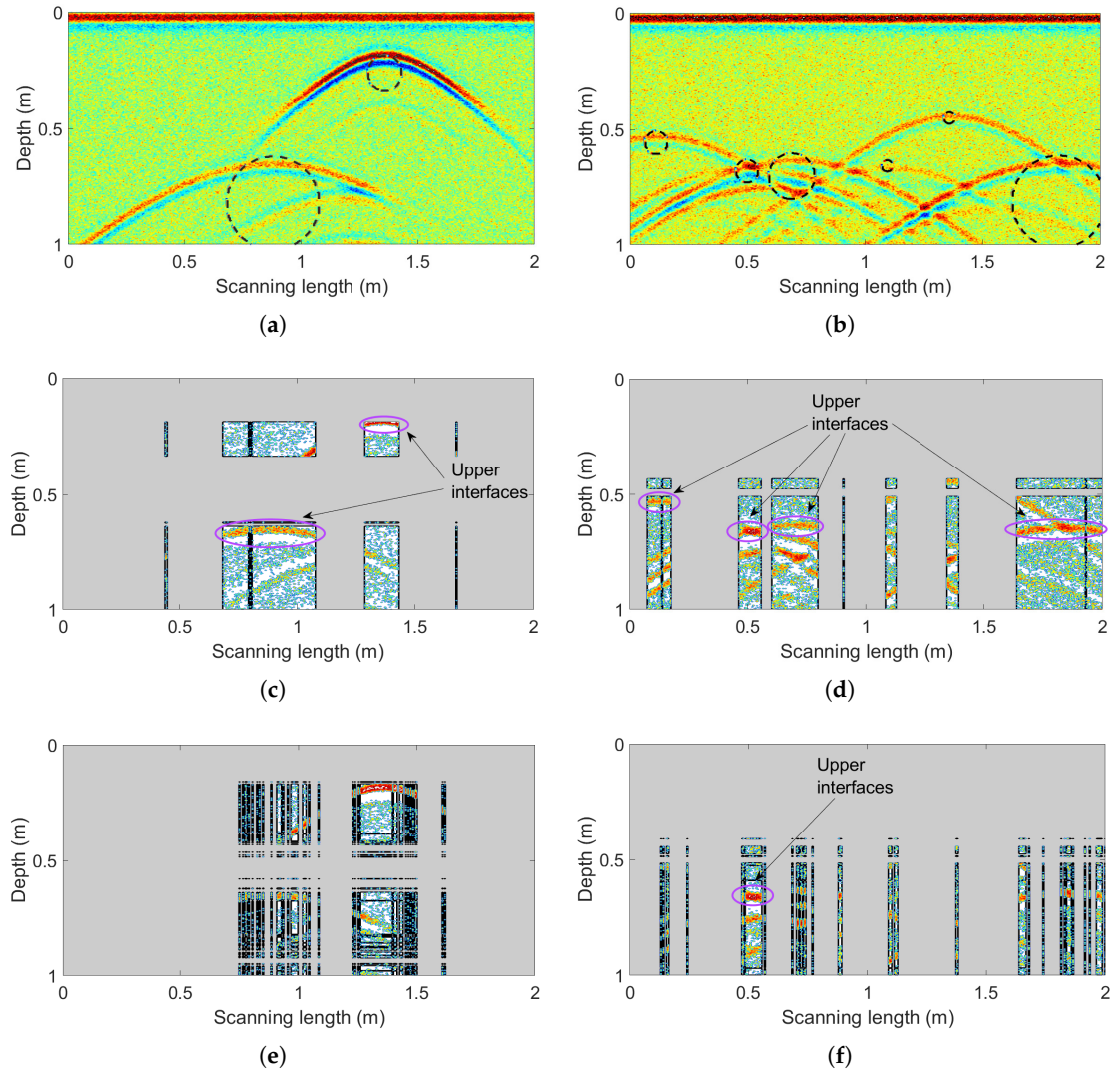 0
0.5
1
Depth (m)
0 0.5 1 1.5 2
Scanning length (m)
(a)
0
0.5
1
Depth (m)
0 0.5 1 1.5 2
Scanning length (m)
(b)
0
0.5
1
Depth (m)
Upper
interfaces
0 0.5 1 1.5 2
Scanning length (m)
(c)
0
0.5
1
Depth (m)
Upper
interfaces
0 0.5 1 1.5 2
Scanning length (m)
(d)
0
0.5
1
Depth (m)
0 0.5 1 1.5 2
Scanning length (m)
(e)
0
0.5
1
Depth (m)
Upper
interfaces
0 0.5 1 1.5 2
Scanning length (m)
(f)